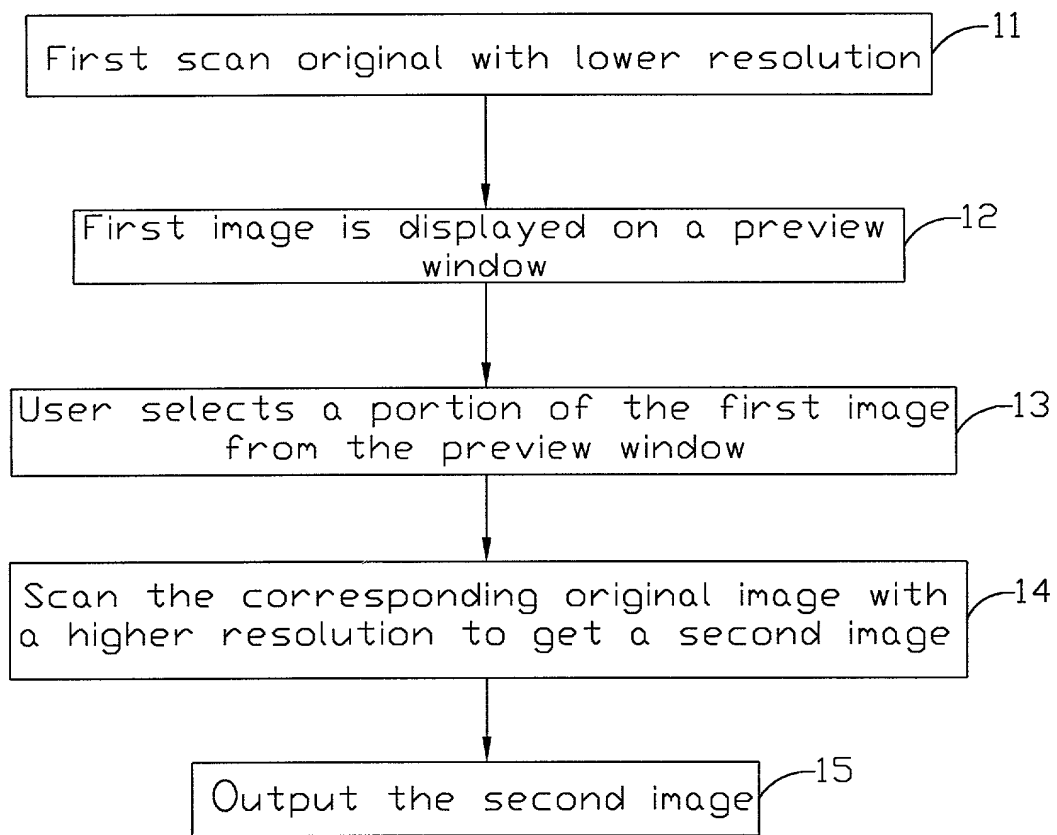 11
First scan original with lower resolution
12
First image is displayed on a preview
window
13
User selects a portion of the first image
from the preview window
14
Scan the corresponding original image with
a higher resolution to get a second image
15
Output the second image